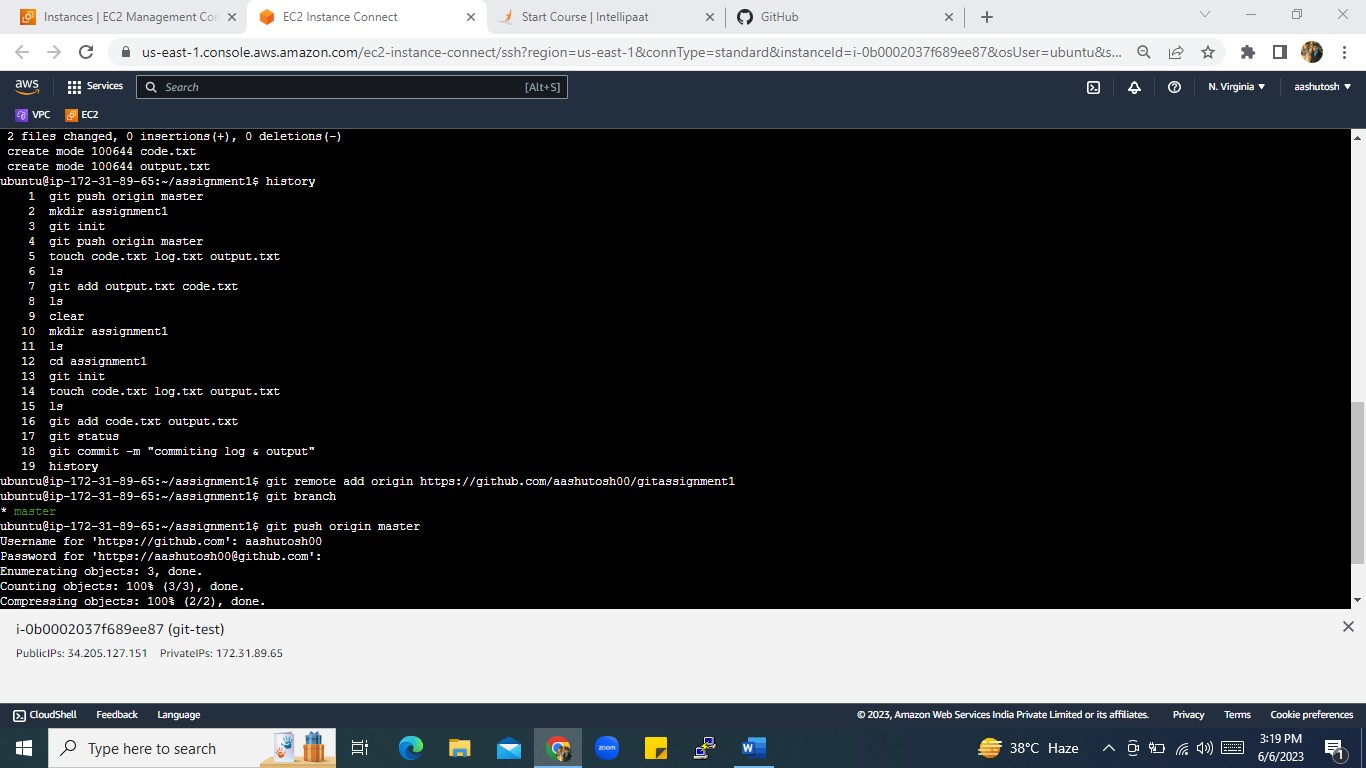 Instances | EC2 Management Con
EC2 Instance Connect
Start Course | Intellipaat
GitHub
us-east-1.console.aws.amazon.com/ec2-instance-connect/ssh?region=us-east-1&connType=standard&instanceId=i-0b0002037f689ee87&osUser=ubuntu&s...
aws
Services
Search
[Alt+S]
N. Virginia
aashutosh
VPC
EC2
2 files changed, 0 insertions(+), 0 deletions(-)
create mode 100644 code.txt
create mode 100644 output.txt
ubuntu@ip-172-31-89-65:~/assignment1$ history
1 git push origin master
2 mkdir assignment1
3 git init
4 git push origin master
5 touch code.txt log.txt output.txt
6 ls
7 git add output.txt code.txt
8 ls
9 clear
10 mkdir assignment1
11 ls
12 cd assignment1
13 git init
14 touch code.txt log.txt output.txt
15 ls
16 git add code.txt output.txt
17 git status
18 git commit -m "commiting log & output"
19 history
ubuntu@ip-172-31-89-65:~/assignment1$ git remote add origin https://github.com/aashutosh00/gitassignment1
ubuntu@ip-172-31-89-65:~/assignment1$ git branch
* master
ubuntu@ip-172-31-89-65:~/assignment1$ git push origin master
Username for 'https://github.com': aashutosh00
Password for 'https://aashutosh00@github.com':
Enumerating objects: 3, done.
Counting objects: 100% (3/3), done.
Compressing objects: 100% (2/2), done.
i-0b0002037f689ee87 (git-test)
PublicIPs: 34.205.127.151 PrivateIPs: 172.31.89.65
CloudShell Feedback Language
© 2023, Amazon Web Services India Private Limited or its affiliates. Privacy Terms Cookie preferences
Type here to search
zoom
38°C Haze
3:19 PM
6/6/2023
1